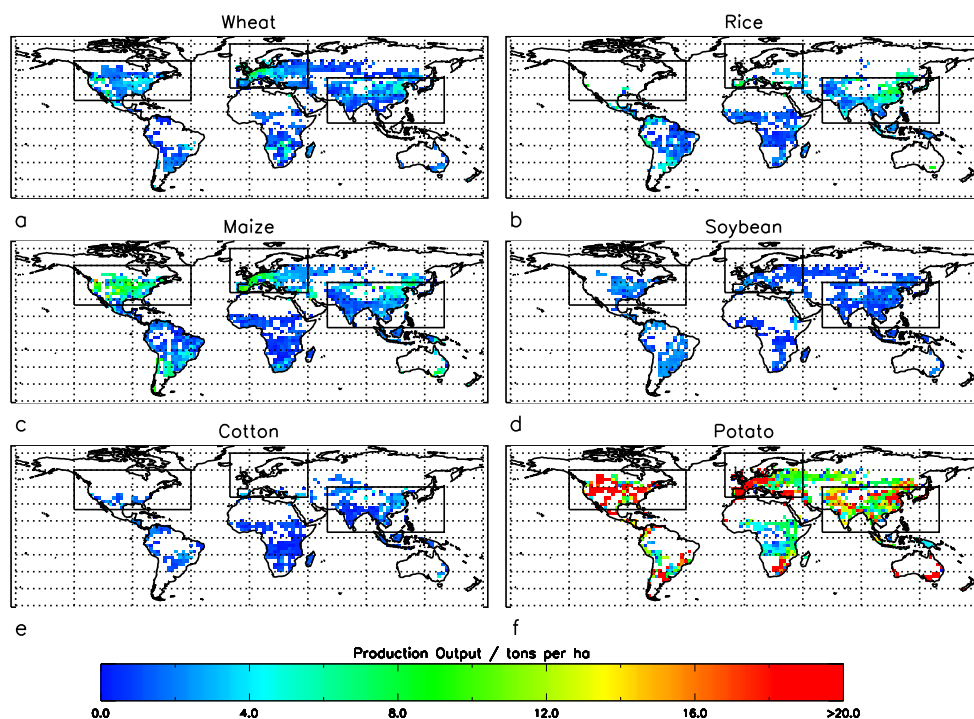 Wheat
Rice
a
b
Maize
Soybean
c
d
Cotton
Potato
e
f
Production Output / tons per ha
0.0 4.0 8.0 12.0 16.0 >20.0